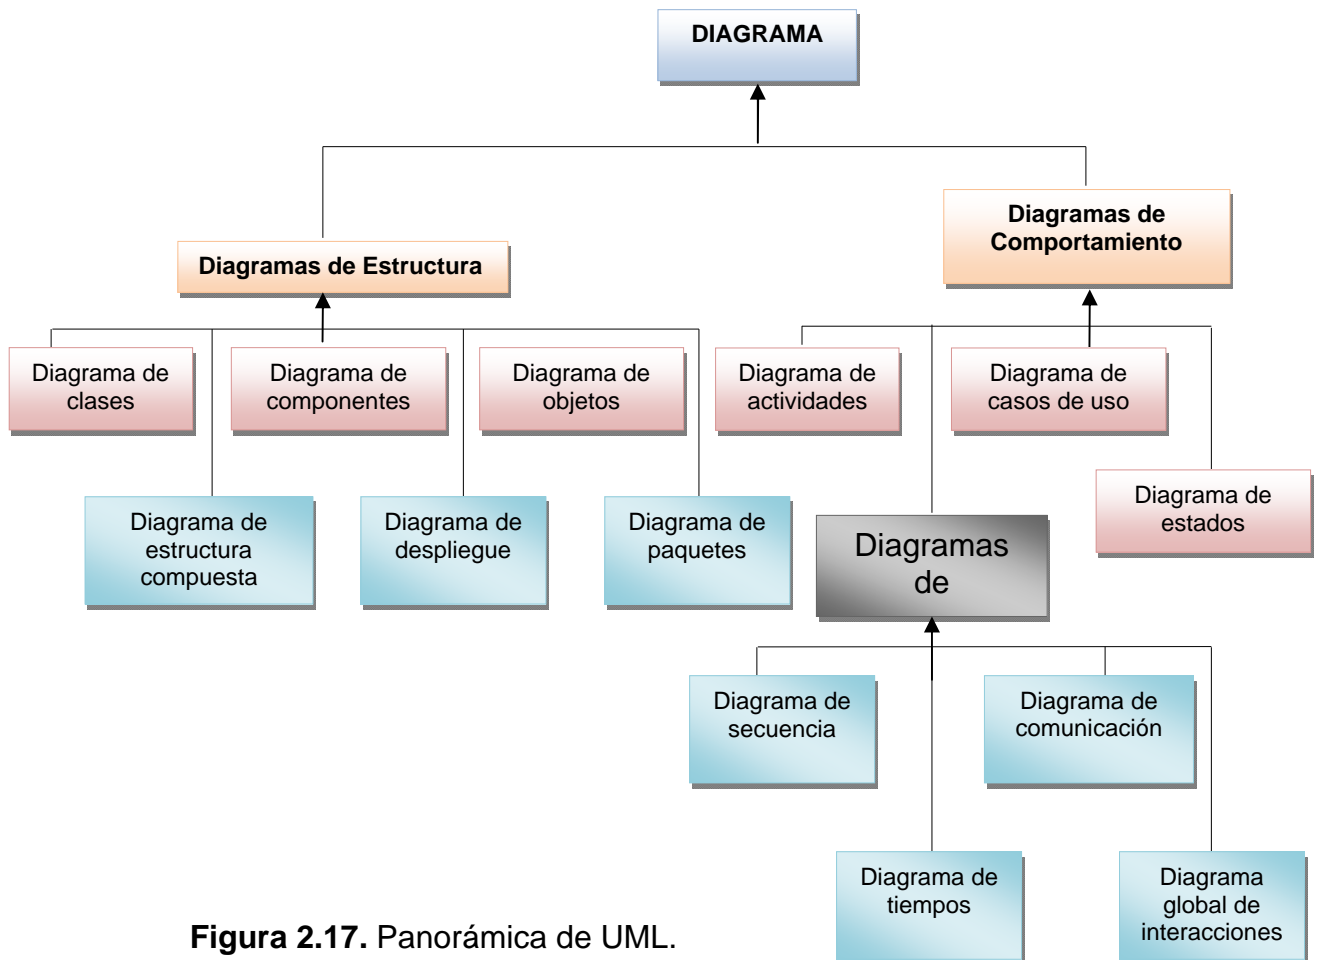 DIAGRAMA
Diagramas de
Comportamiento
Diagramas de Estructura
Diagrama de
clases
Diagrama de
componentes
Diagrama de
objetos
Diagrama de
actividades
Diagrama de
casos de uso
Diagrama de
estructura
compuesta
Diagrama de
despliegue
Diagrama de
paquetes
Diagramas
de
Diagrama de
estados
Diagrama de
secuencia
Diagrama de
comunicación
Diagrama de
tiempos
Diagrama
global de
interacciones
Figura 2.17. Panorámica de UML.